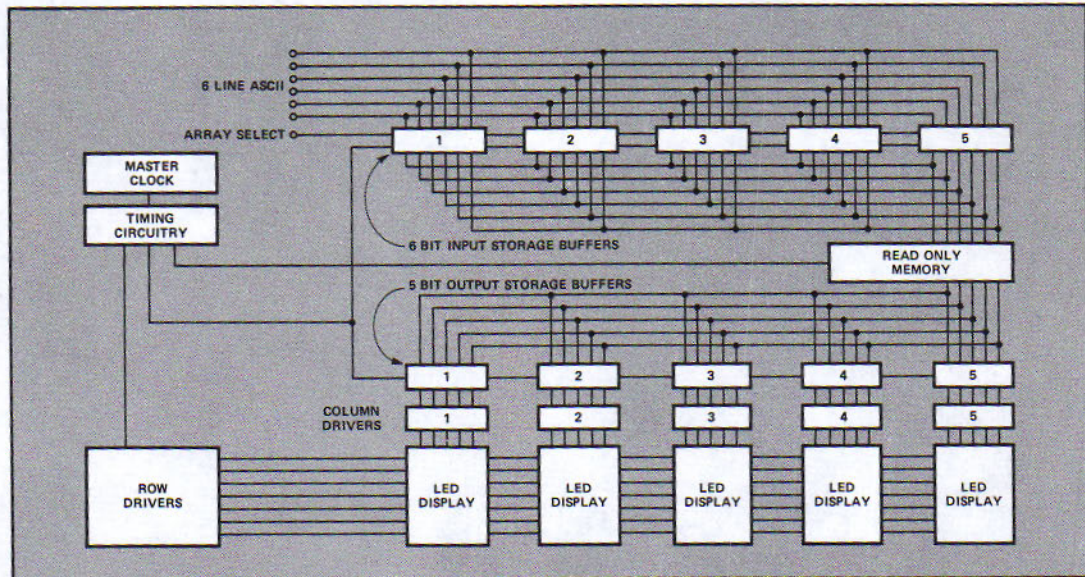 6 LINE ASCII
ARRAY SELECT
1 2 3 4 5
MASTER
CLOCK
TIMING
CIRCUITRY
6 BIT INPUT STORAGE BUFFERS
READ ONLY
MEMORY
5 BIT OUTPUT STORAGE BUFFERS
1 2 3 4 5
COLUMN
DRIVERS
1 2 3 4 5
ROW
DRIVERS
LED
DISPLAY
LED
DISPLAY
LED
DISPLAY
LED
DISPLAY
LED
DISPLAY